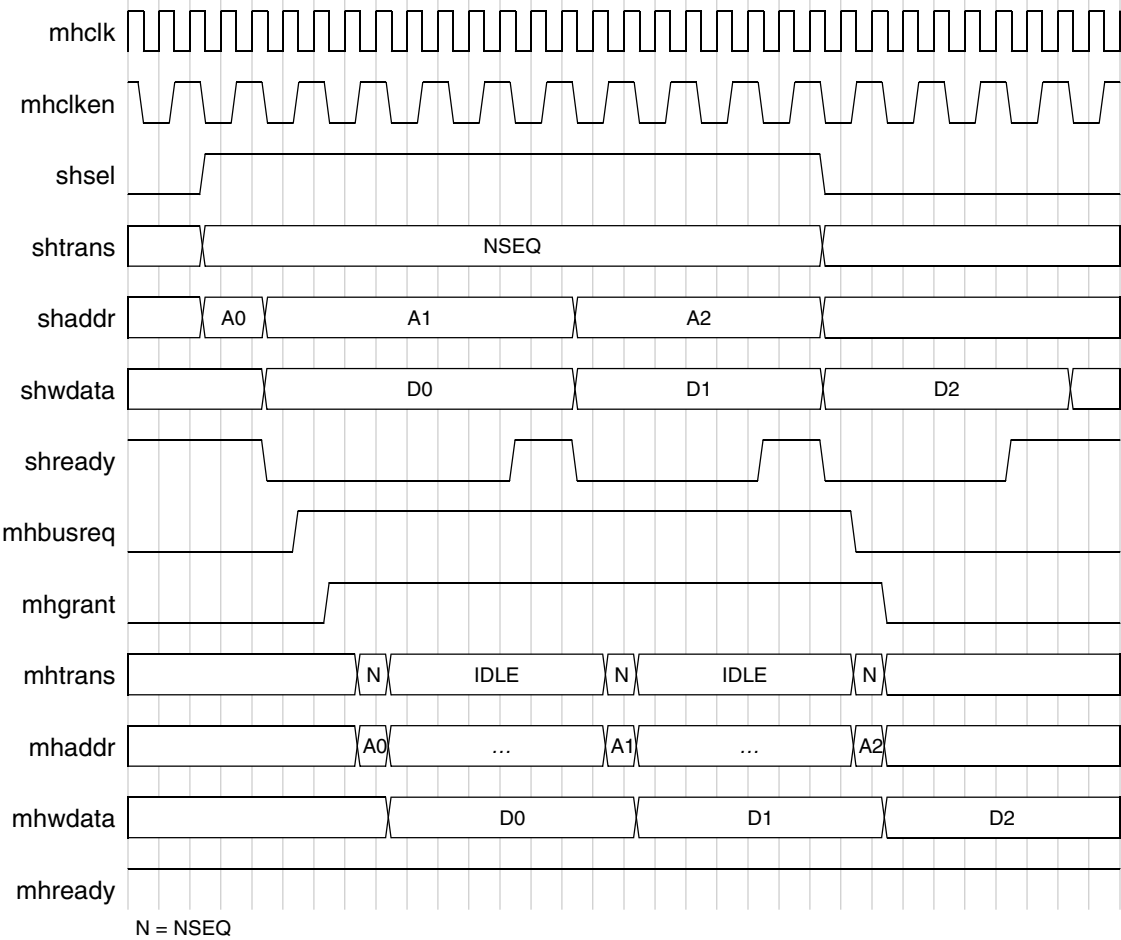 mhclk
mhclken
shsel
shtrans NSEQ
shaddr A0 A1 A2
shwdata D0 D1 D2
shready
mhbusreq
mhgrant
mhtrans N IDLE N IDLE N
mhaddr A0 ... A1 ... A2
mhwdata D0 D1 D2
mhready
N = NSEQ